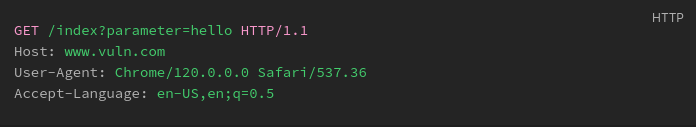 HTTP
GET /index?parameter=hello HTTP/1.1
Host: www.vuln.com
User-Agent: Chrome/120.0.0.0 Safari/537.36
Accept-Language: en-US,en;q=0.5